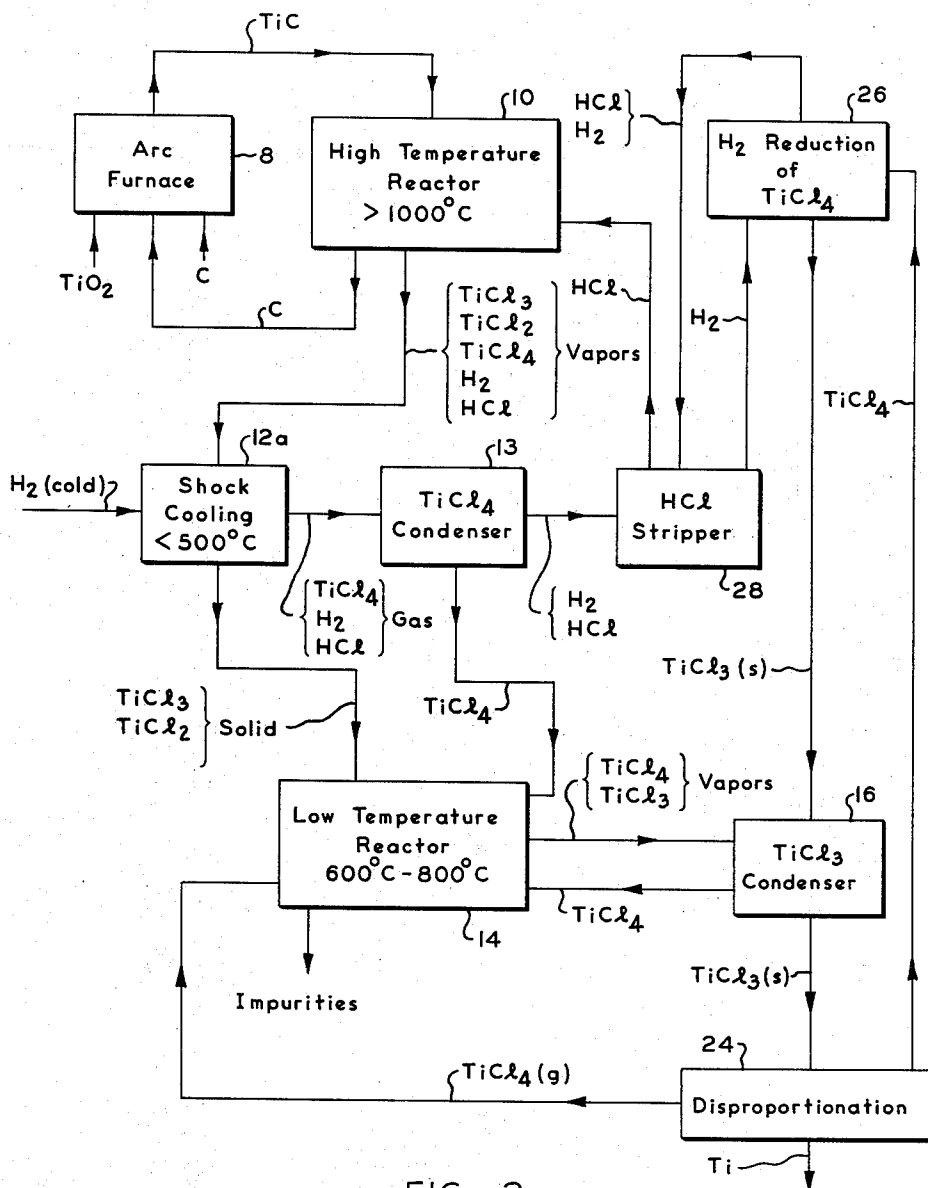 TiC
10
26
HCl
H2
Arc
Furnace
8
High Temperature
Reactor
> 1000°C
H2 Reduction
of
TiCl4
TiO2
C
C
HCl
H2
TiCl3
TiCl2
TiCl4
H2
HCl
Vapors
TiCl4
12a
13
H2 (cold)
Shock
Cooling
< 500°C
TiCl4
Condenser
HCl
Stripper
28
TiCl4
H2
HCl
Gas
H2
HCl
TiCl3 (s)
TiCl3
TiCl2
Solid
TiCl4
TiCl4
TiCl3
Vapors
16
Low Temperature
Reactor
600°C - 800°C
14
TiCl3
Condenser
TiCl4
Impurities
TiCl3 (s)
24
TiCl4 (g)
Disproportionation
Ti